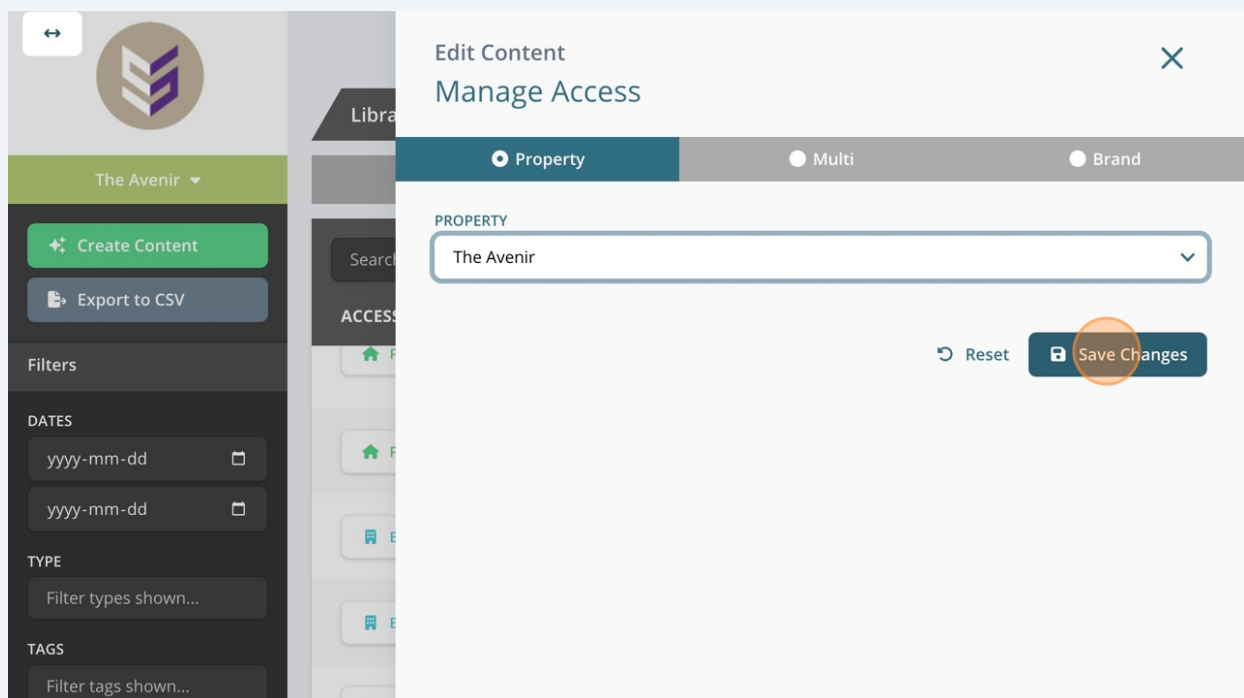 The Avenir
Create Content
Export to CSV
Filters
DATES
yyyy-mm-dd
yyyy-mm-dd
TYPE
Filter types shown...
TAGS
Filter tags shown...
Edit Content
Manage Access
Property
Multi
Brand
PROPERTY
The Avenir
Reset
Save Changes